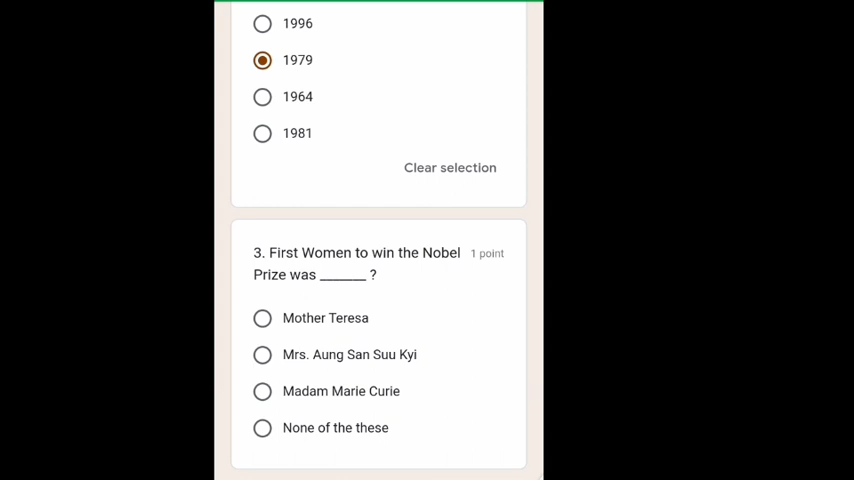 1996
1979
1964
1981
Clear selection
3. First Women to win the Nobel 1 point
Prize was ______ ?
Mother Teresa
Mrs. Aung San Suu Kyi
Madam Marie Curie
None of the these